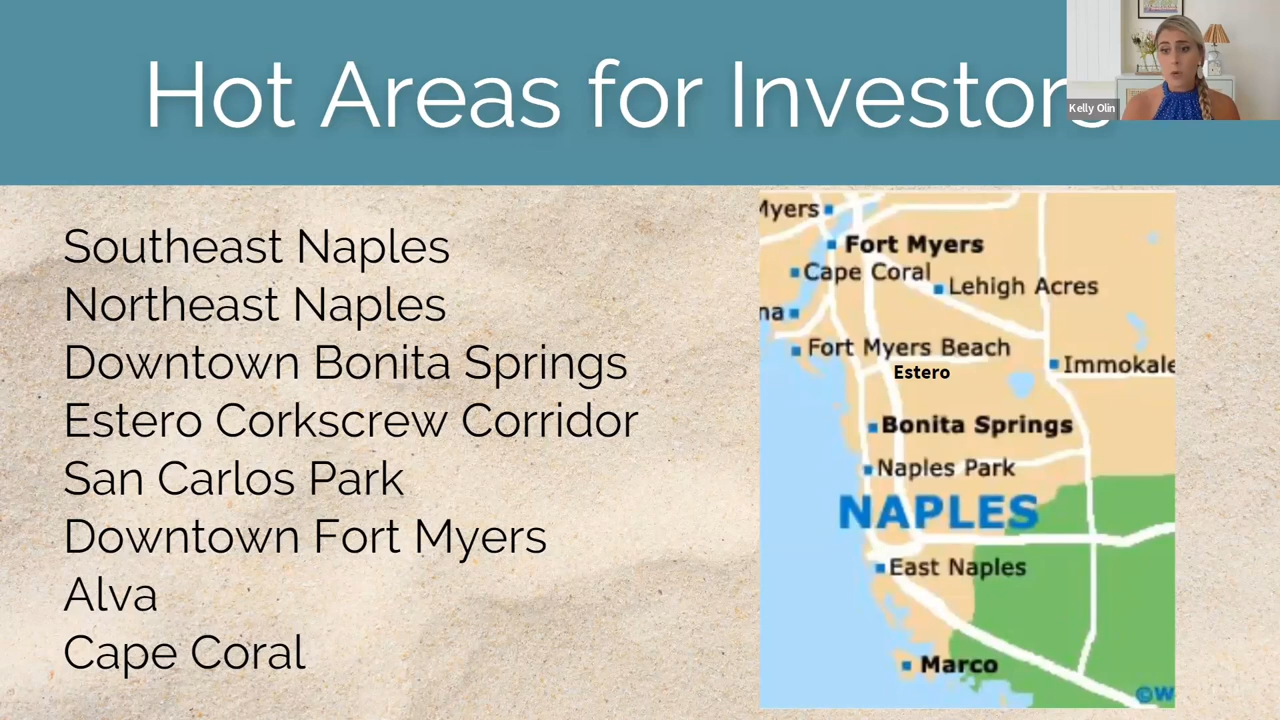 Hot Areas for Investors
Kelly Olin
Southeast Naples
Northeast Naples
Downtown Bonita Springs
Estero Corkscrew Corridor
San Carlos Park
Downtown Fort Myers
Alva
Cape Coral
Myers
Fort Myers
Cape Coral
Lehigh Acres
na
Fort Myers Beach
Estero
Immokale
Bonita Springs
Naples Park
NAPLES
East Naples
Marco
©W